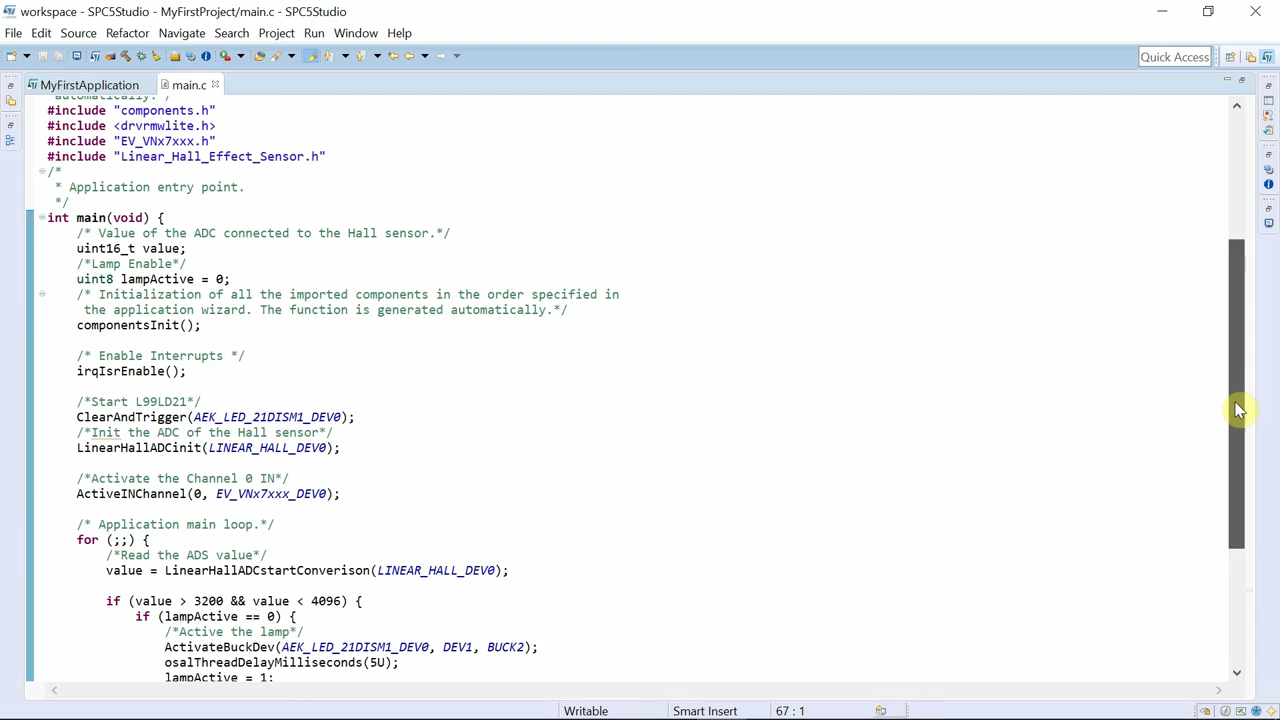 workspace - SPC5Studio - MyFirstProject/main.c - SPC5Studio
File Edit Source Refactor Navigate Search Project Run Window Help
Quick Access
MyFirstApplication main.c
automatically. */
#include "components.h"
#include <drvrmwlite.h>
#include "EV_VNx7xxx.h"
#include "Linear_Hall_Effect_Sensor.h"
/*
* Application entry point.
*/
int main(void) {
/* Value of the ADC connected to the Hall sensor.*/
uint16_t value;
/*Lamp Enable*/
uint8 lampActive = 0;
/* Initialization of all the imported components in the order specified in
the application wizard. The function is generated automatically.*/
componentsInit();
/* Enable Interrupts */
irqIsrEnable();
/*Start L99LD21*/
ClearAndTrigger(AEK_LED_21DISM1_DEV0);
/*Init the ADC of the Hall sensor*/
LinearHallADCinit(LINEAR_HALL_DEV0);
/*Activate the Channel 0 IN*/
ActiveINChannel(0, EV_VNx7xxx_DEV0);
/* Application main loop.*/
for (;;) {
/*Read the ADS value*/
value = LinearHallADCstartConverison(LINEAR_HALL_DEV0);
if (value > 3200 && value < 4096) {
if (lampActive == 0) {
/*Active the lamp*/
ActivateBuckDev(AEK_LED_21DISM1_DEV0, DEV1, BUCK2);
osalThreadDelayMilliseconds(5U);
lampActive = 1;
Writable Smart Insert 67 : 1